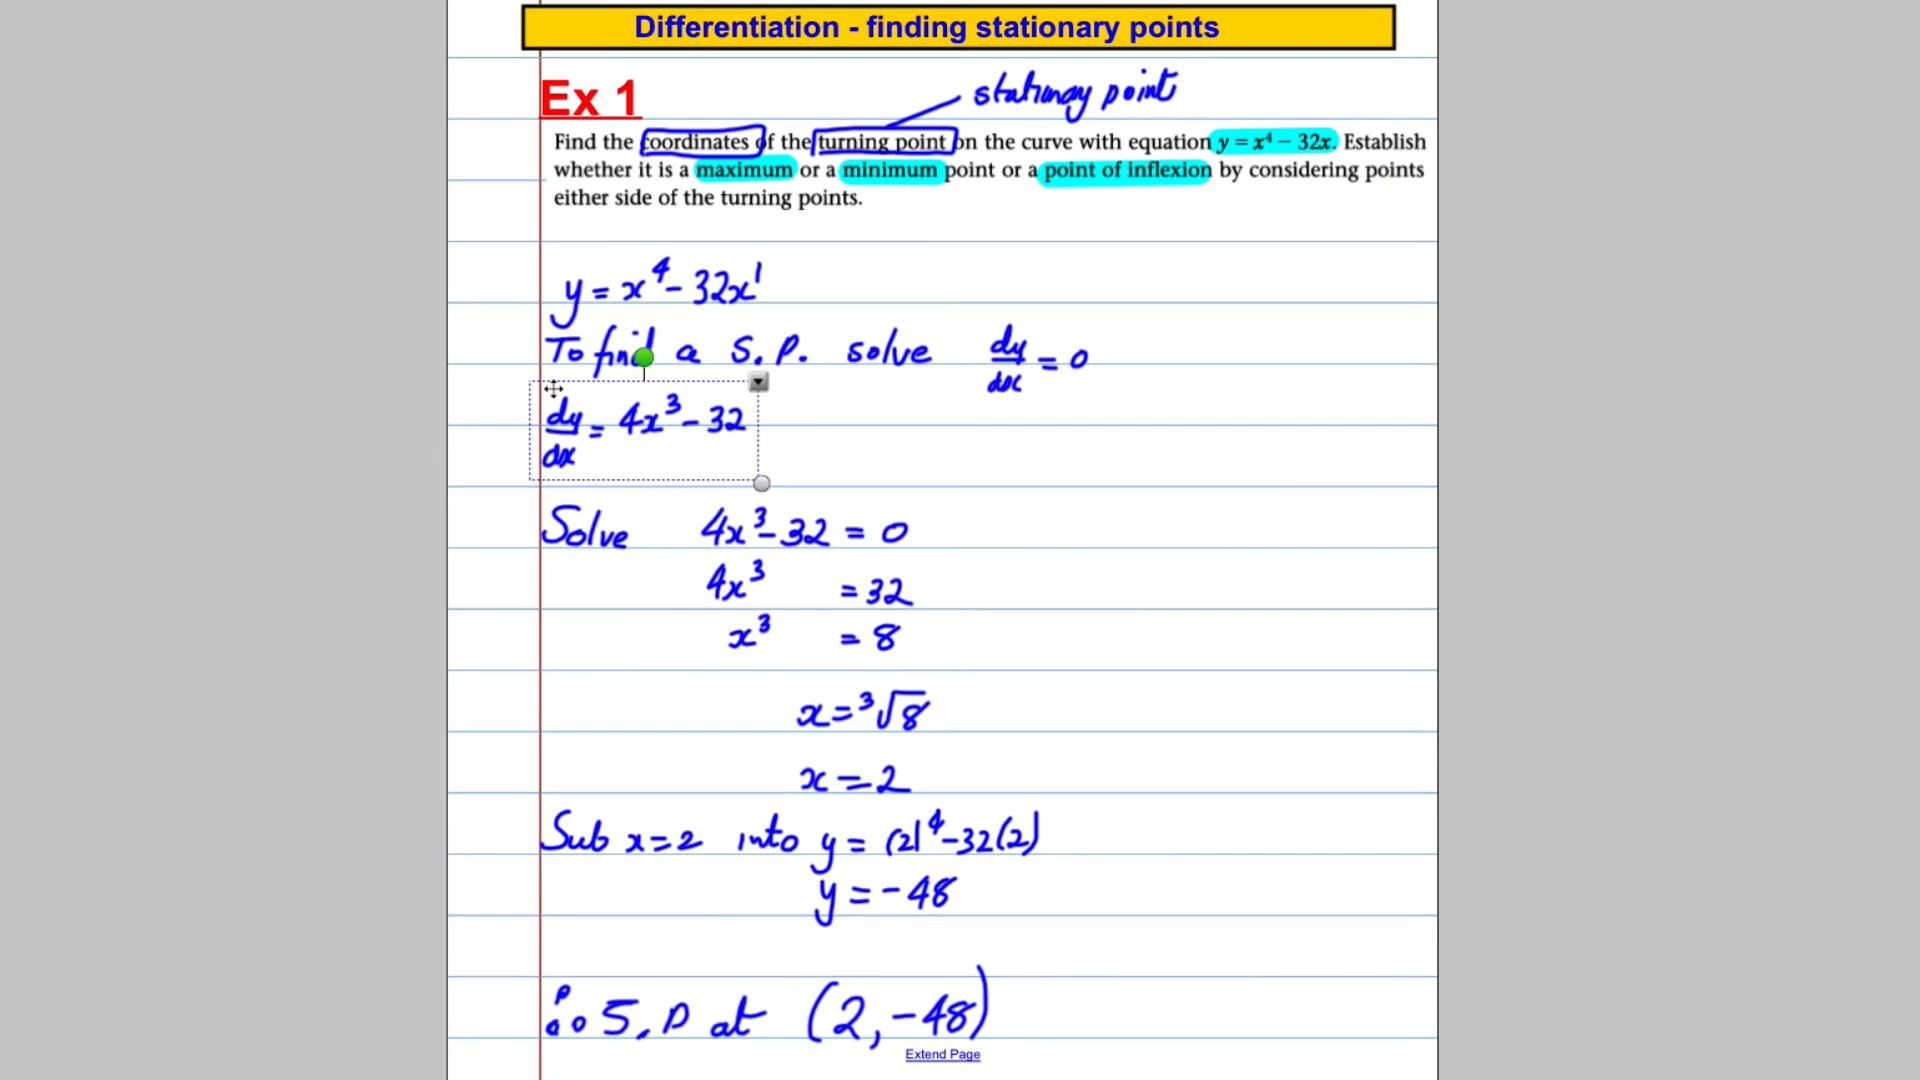 Differentiation - finding stationary points
Ex 1
stationary point
Find the coordinates of the turning point on the curve with equation y = x⁴ – 32x. Establish
whether it is a maximum or a minimum point or a point of inflexion by considering points
either side of the turning points.
y = x⁴ - 32x¹
To find a S.P. solve dy/dx = 0
dy/dx = 4x³ - 32
Solve 4x³ - 32 = 0
4x³ = 32
x³ = 8
x = ³√8
x = 2
Sub x=2 into y = (2)⁴ - 32(2)
y = -48
∴ S.P at (2, -48)
Extend Page